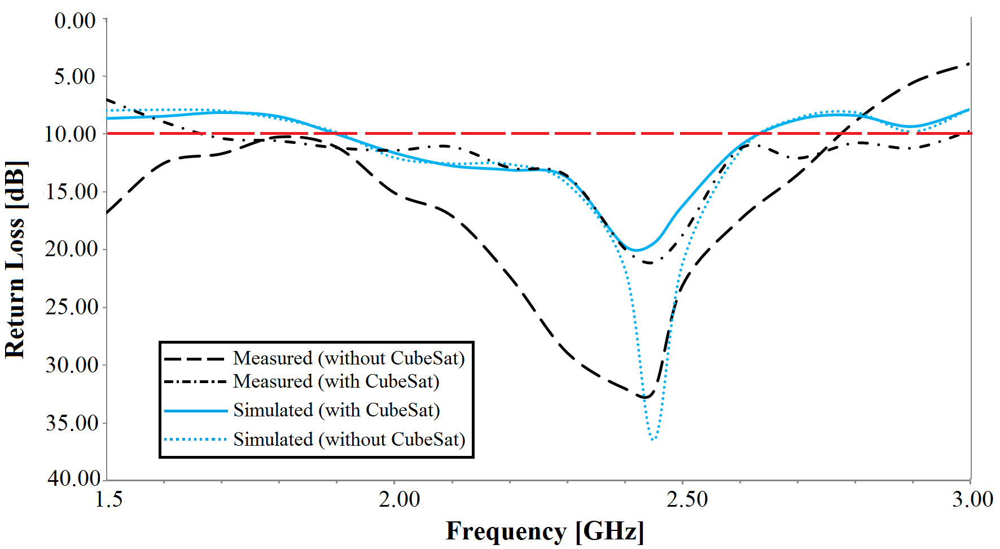 0.00
5.00
10.00
15.00
20.00
25.00
30.00
35.00
40.00
Return Loss [dB]
Measured (without CubeSat)
Measured (with CubeSat)
Simulated (with CubeSat)
Simulated (without CubeSat)
1.5 2.00 2.50 3.00
Frequency [GHz]